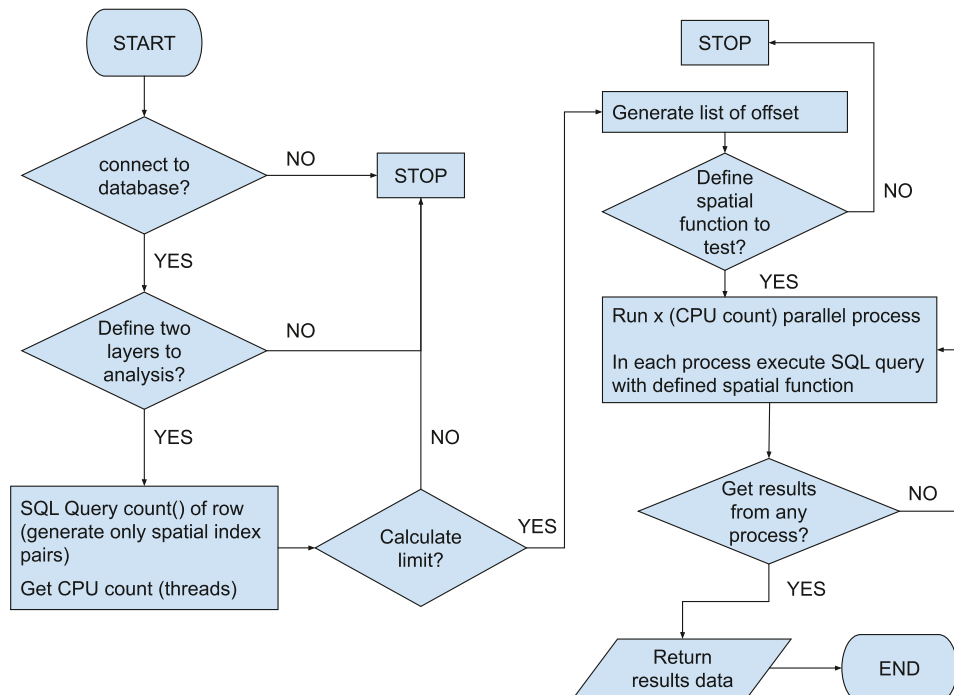 START
connect to
database?
NO
STOP
YES
Define two
layers to
analysis?
NO
YES
SQL Query count() of row
(generate only spatial index
pairs)
Get CPU count (threads)
Calculate
limit?
NO
YES
STOP
Generate list of offset
Define
spatial
function to
test?
NO
YES
Run x (CPU count) parallel process
In each process execute SQL query
with defined spatial function
Get results
from any
process?
NO
YES
Return
results data
END